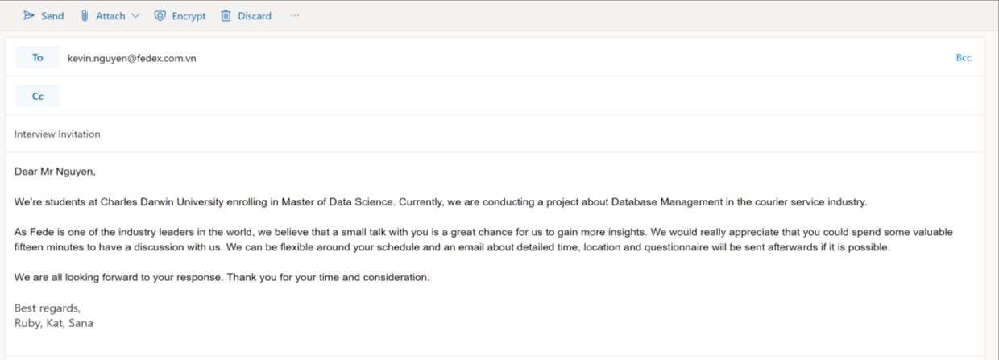 Send Attach Encrypt Discard ...
To kevin.nguyen@fedex.com.vn Bcc
Cc
Interview Invitation
Dear Mr Nguyen,
We're students at Charles Darwin University enrolling in Master of Data Science. Currently, we are conducting a project about Database Management in the courier service industry.
As Fede is one of the industry leaders in the world, we believe that a small talk with you is a great chance for us to gain more insights. We would really appreciate that you could spend some valuable
fifteen minutes to have a discussion with us. We can be flexible around your schedule and an email about detailed time, location and questionnaire will be sent afterwards if it is possible.
We are all looking forward to your response. Thank you for your time and consideration.
Best regards,
Ruby, Kat, Sana